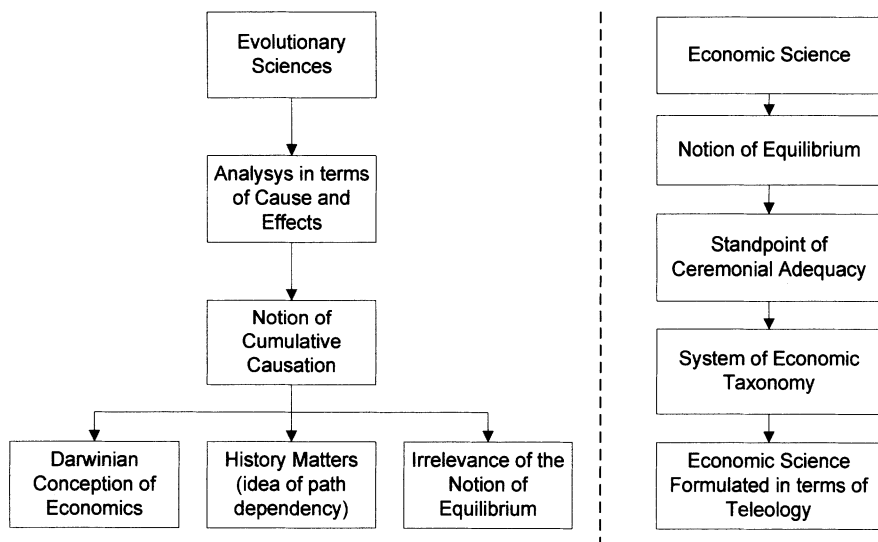 Evolutionary
Sciences
Analysys in terms
of Cause and
Effects
Notion of
Cumulative
Causation
Darwinian
Conception of
Economics
History Matters
(idea of path
dependency)
Irrelevance of the
Notion of
Equilibrium
Economic Science
Notion of Equilibrium
Standpoint of
Ceremonial Adequacy
System of Economic
Taxonomy
Economic Science
Formulated in terms of
Teleology